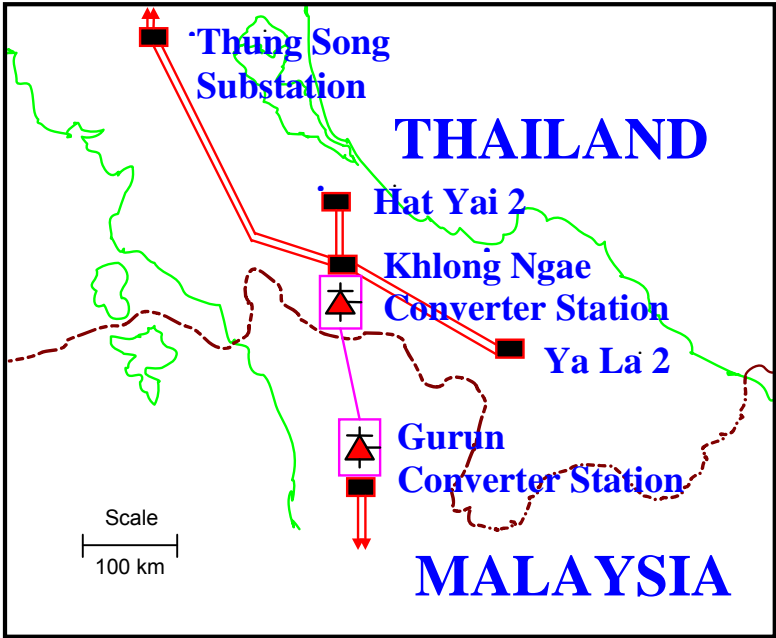 Thung Song
Substation
THAILAND
Hat Yai 2
Khlong Ngae
Converter Station
Ya La 2
Gurun
Converter Station
Scale
100 km
MALAYSIA